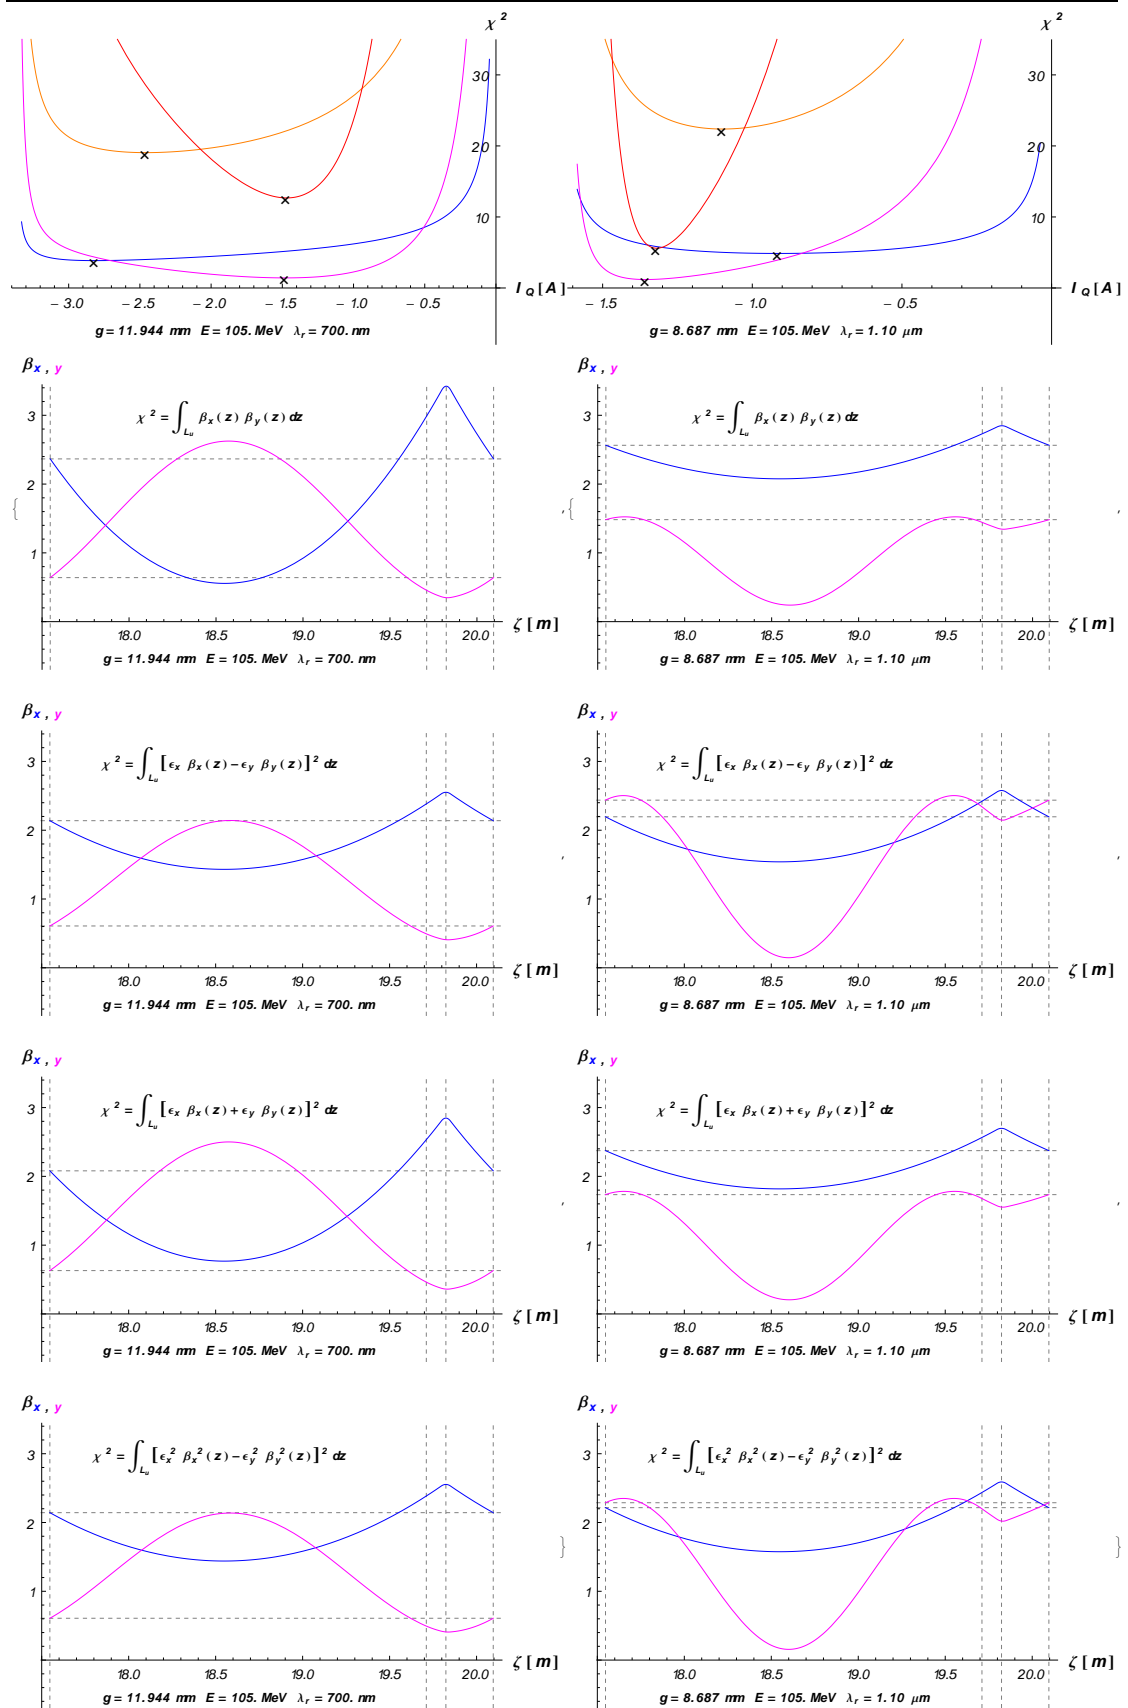 χ² χ²
30 30
20 20
10 10
−3.0 −2.5 −2.0 −1.5 −1.0 −0.5 I_Q [A] −1.5 −1.0 −0.5 I_Q [A]
g = 11.944 mm E = 105. MeV λ_r = 700. nm g = 8.687 mm E = 105. MeV λ_r = 1.10 μm
β_x , y β_x , y
3 χ² = ∫_{L_u} β_x(z) β_y(z) dz 3 χ² = ∫_{L_u} β_x(z) β_y(z) dz
2 2
{ , { ,
1 1
18.0 18.5 19.0 19.5 20.0 ζ [m] 18.0 18.5 19.0 19.5 20.0 ζ [m]
g = 11.944 mm E = 105. MeV λ_r = 700. nm g = 8.687 mm E = 105. MeV λ_r = 1.10 μm
β_x , y β_x , y
3 χ² = ∫_{L_u} [ϵ_x β_x(z) − ϵ_y β_y(z)]² dz 3 χ² = ∫_{L_u} [ϵ_x β_x(z) − ϵ_y β_y(z)]² dz
2 2
, ,
1 1
18.0 18.5 19.0 19.5 20.0 ζ [m] 18.0 18.5 19.0 19.5 20.0 ζ [m]
g = 11.944 mm E = 105. MeV λ_r = 700. nm g = 8.687 mm E = 105. MeV λ_r = 1.10 μm
β_x , y β_x , y
3 χ² = ∫_{L_u} [ϵ_x β_x(z) + ϵ_y β_y(z)]² dz 3 χ² = ∫_{L_u} [ϵ_x β_x(z) + ϵ_y β_y(z)]² dz
2 2
, ,
1 1
18.0 18.5 19.0 19.5 20.0 ζ [m] 18.0 18.5 19.0 19.5 20.0 ζ [m]
g = 11.944 mm E = 105. MeV λ_r = 700. nm g = 8.687 mm E = 105. MeV λ_r = 1.10 μm
β_x , y β_x , y
3 χ² = ∫_{L_u} [ϵ_x² β_x²(z) − ϵ_y² β_y²(z)]² dz 3 χ² = ∫_{L_u} [ϵ_x² β_x²(z) − ϵ_y² β_y²(z)]² dz
2 2
} }
1 1
18.0 18.5 19.0 19.5 20.0 ζ [m] 18.0 18.5 19.0 19.5 20.0 ζ [m]
g = 11.944 mm E = 105. MeV λ_r = 700. nm g = 8.687 mm E = 105. MeV λ_r = 1.10 μm